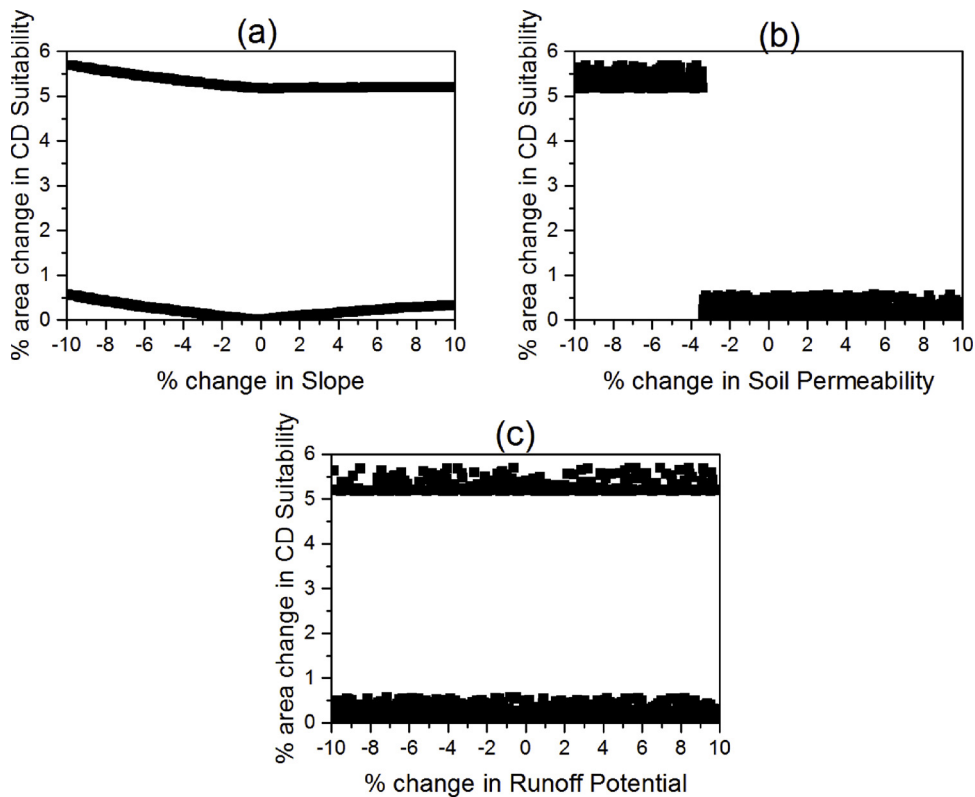 (a)
% area change in CD Suitability
6
5
4
3
2
1
0
-10 -8 -6 -4 -2 0 2 4 6 8 10
% change in Slope
(b)
% area change in CD Suitability
6
5
4
3
2
1
0
-10 -8 -6 -4 -2 0 2 4 6 8 10
% change in Soil Permeability
(c)
% area change in CD Suitability
6
5
4
3
2
1
0
-10 -8 -6 -4 -2 0 2 4 6 8 10
% change in Runoff Potential